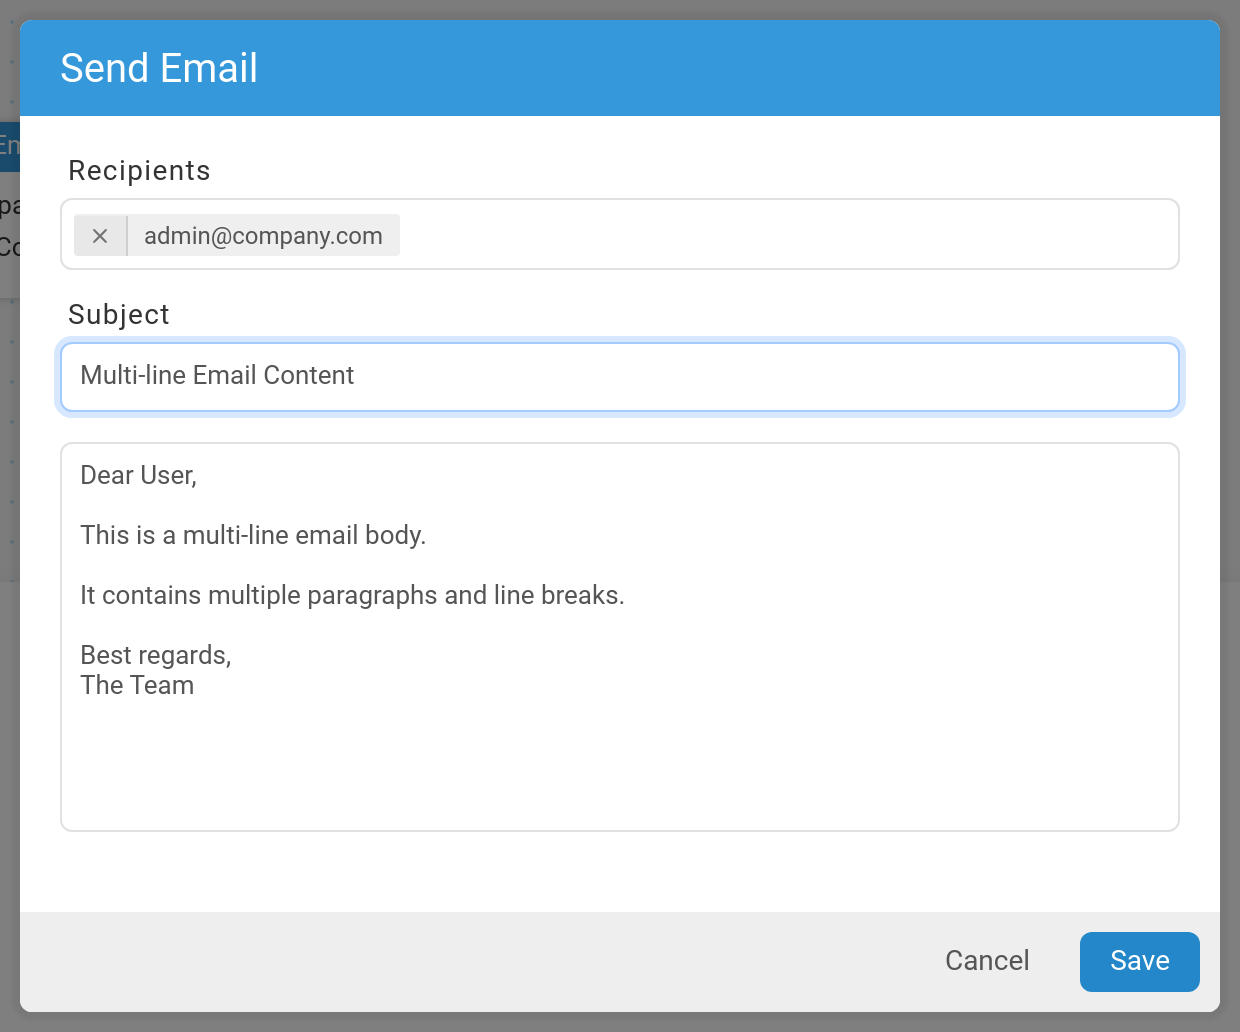 Send Email
Recipients
admin@company.com
Subject
Multi-line Email Content
Dear User,
This is a multi-line email body.
It contains multiple paragraphs and line breaks.
Best regards,
The Team
Cancel
Save